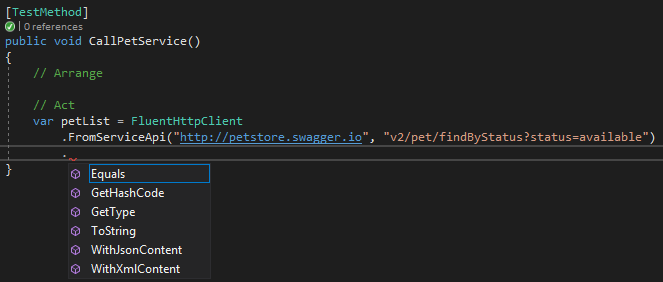 [TestMethod]
| 0 references
public void CallPetService()
{
// Arrange
// Act
var petList = FluentHttpClient
.FromServiceApi("http://petstore.swagger.io", "v2/pet/findByStatus?status=available")
.
}
Equals
GetHashCode
GetType
ToString
WithJsonContent
WithXmlContent